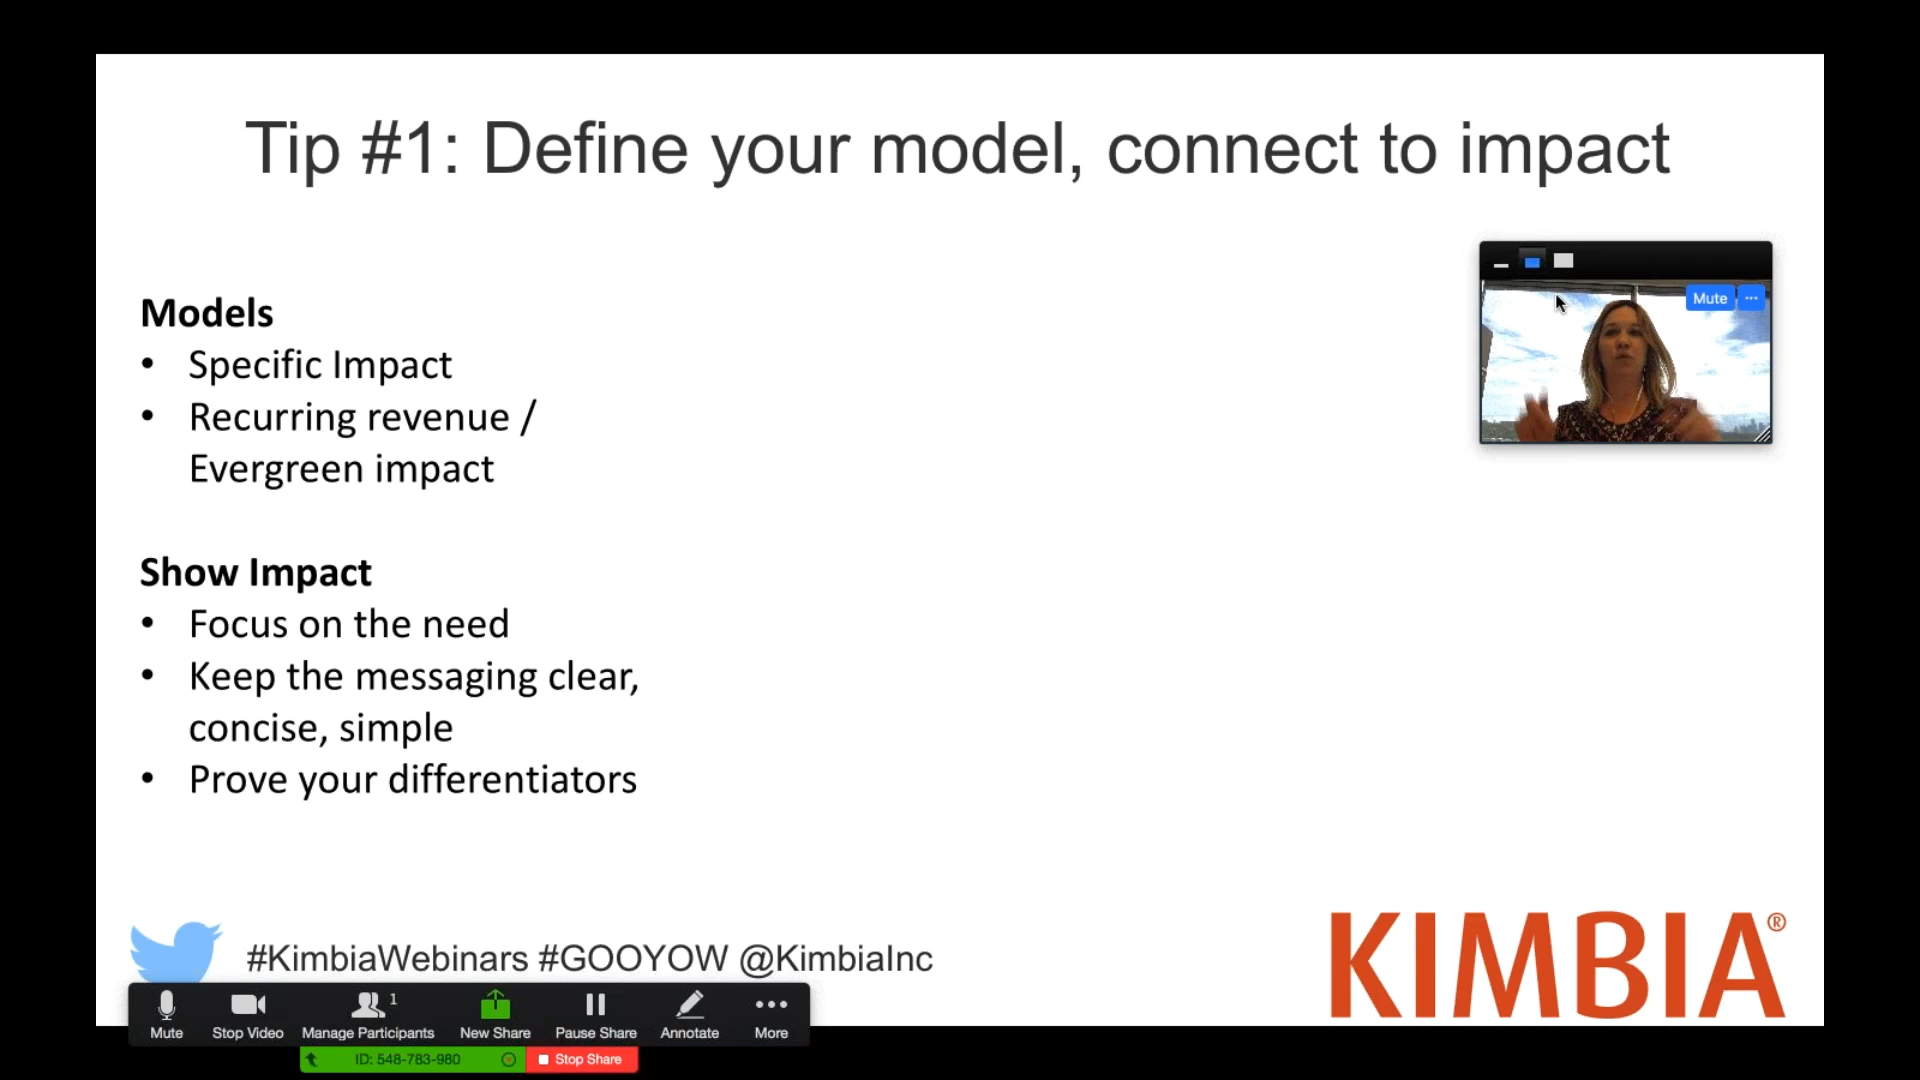 Tip #1: Define your model, connect to impact
Mute ···
Models
• Specific Impact
• Recurring revenue /
Evergreen impact
Show Impact
• Focus on the need
• Keep the messaging clear,
concise, simple
• Prove your differentiators
#KimbiaWebinars #GOOYOW @KimbiaInc
KIMBIA®
1
Mute Stop Video Manage Participants New Share Pause Share Annotate More
ID: 548-783-980 Stop Share